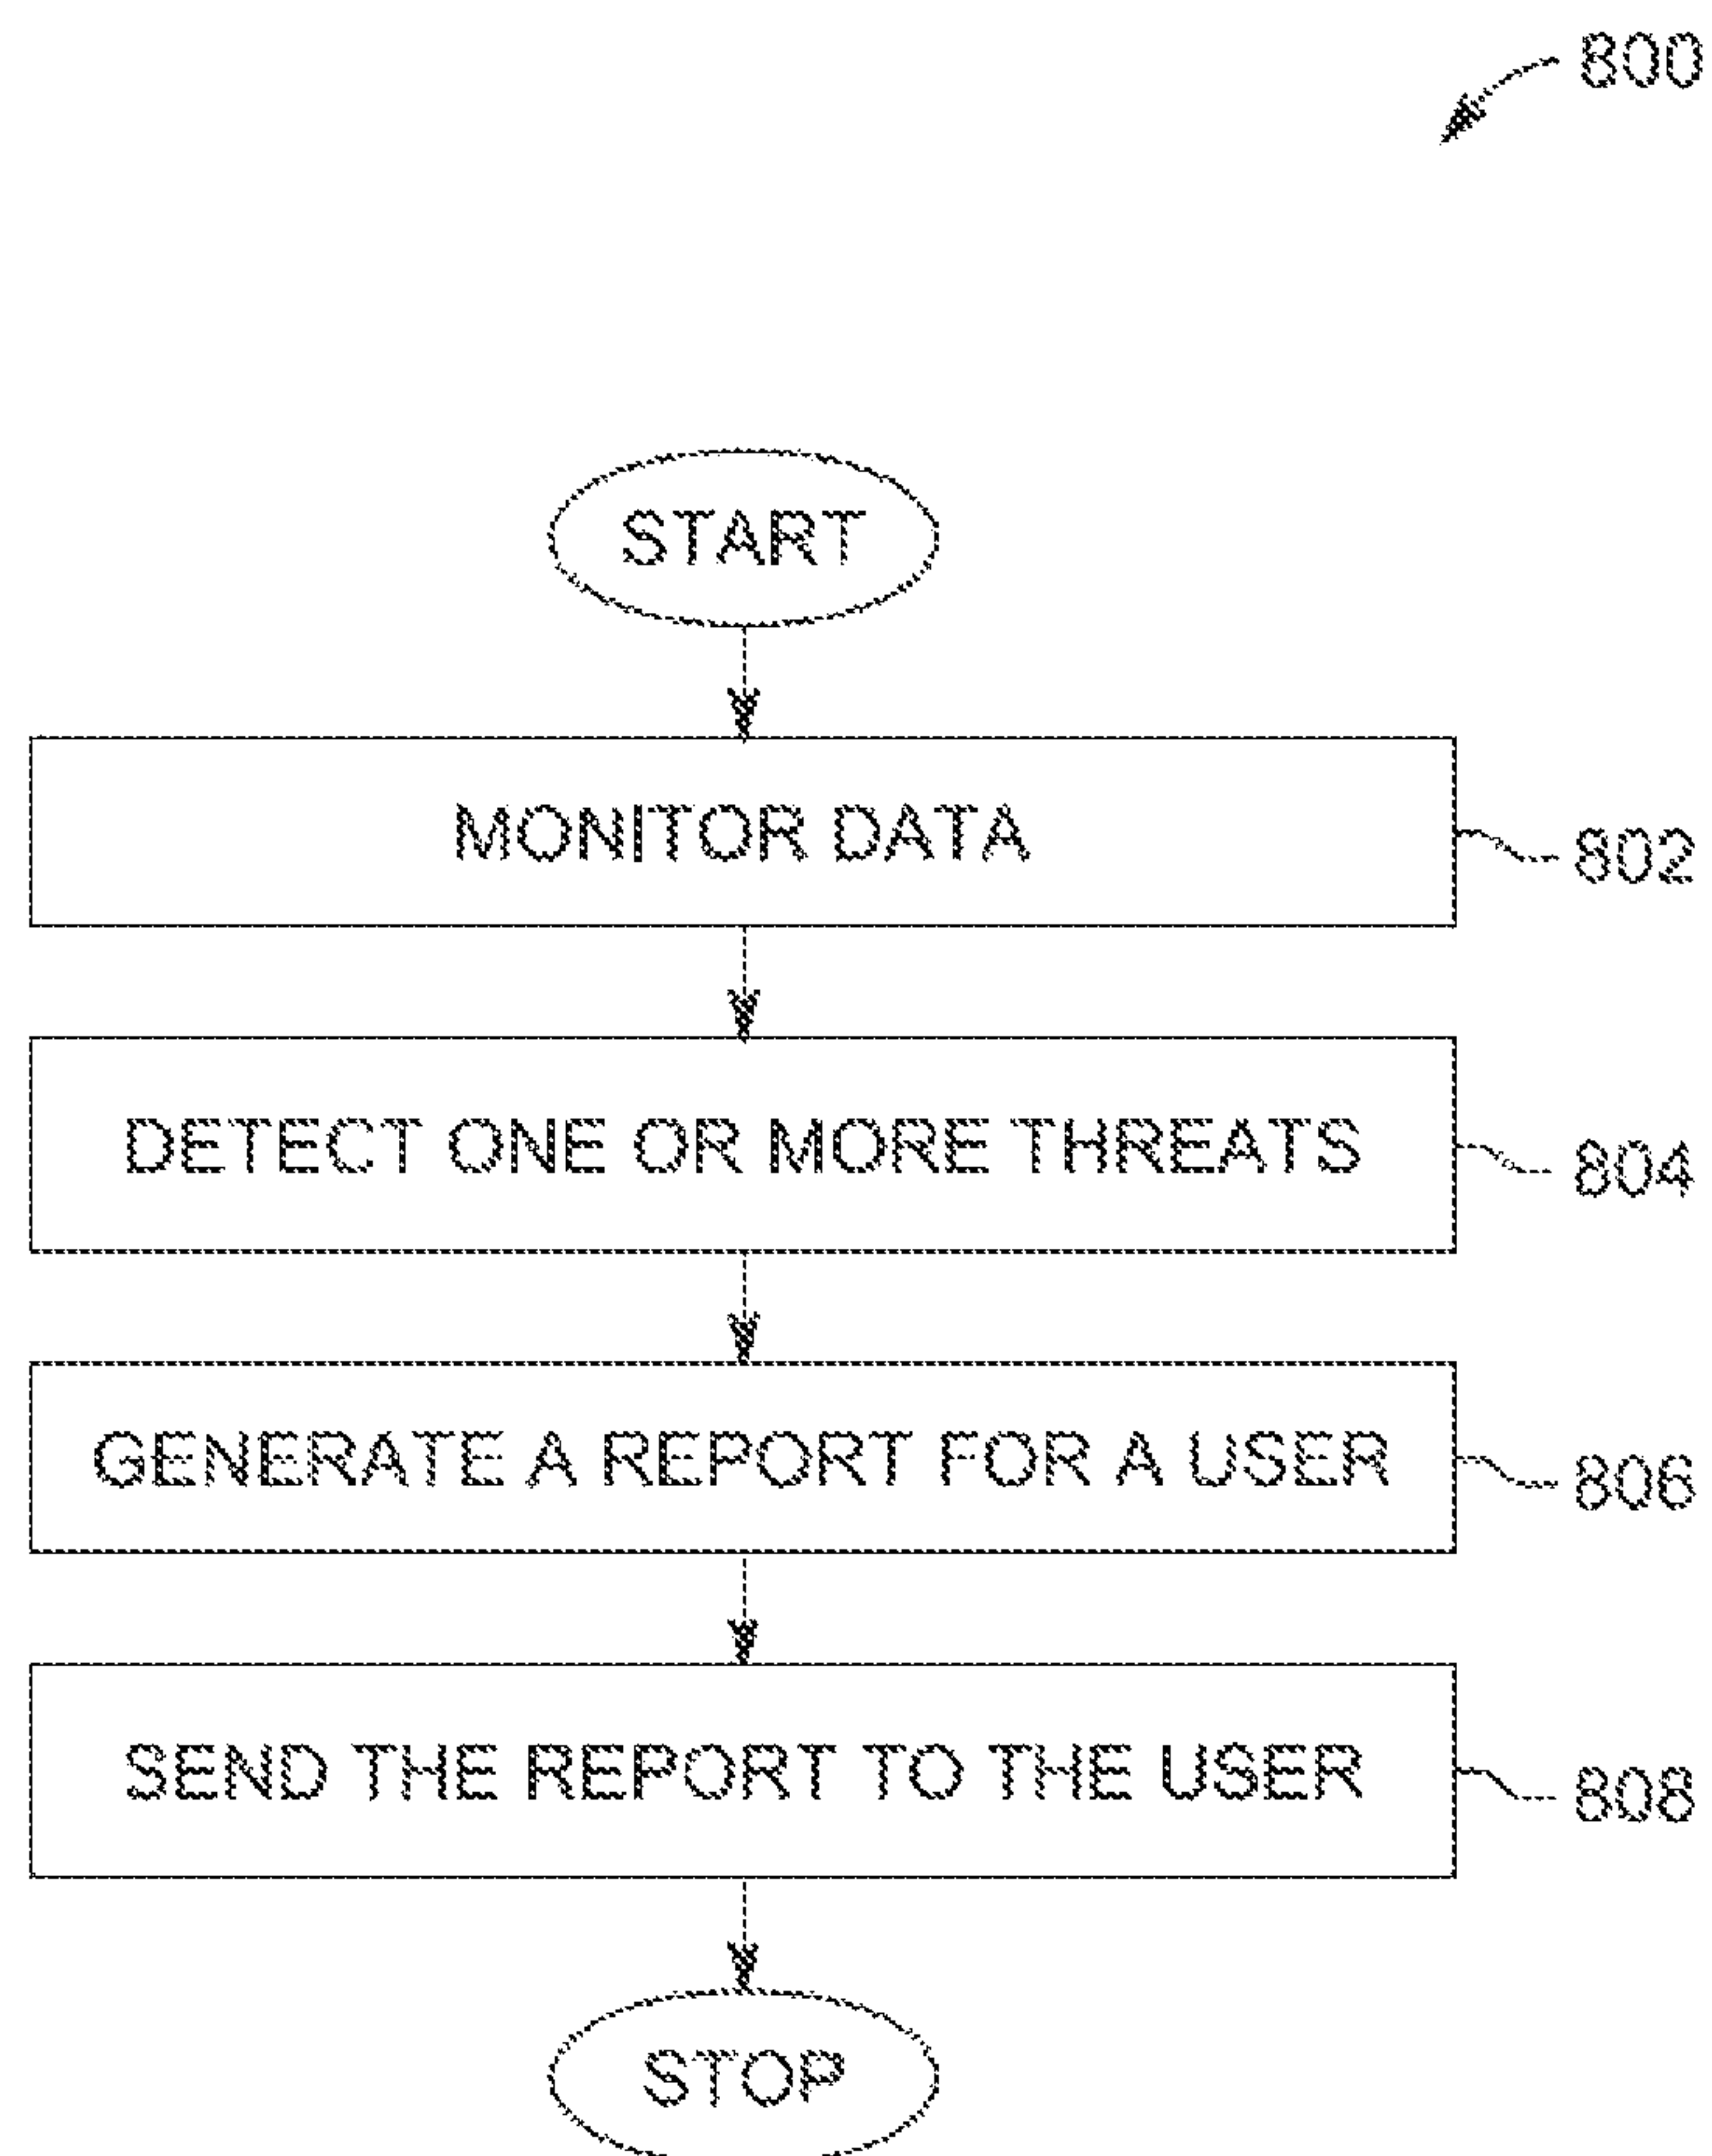 800
START
MONITOR DATA
802
DETECT ONE OR MORE THREATS
804
GENERATE A REPORT FOR A USER
806
SEND THE REPORT TO THE USER
808
STOP